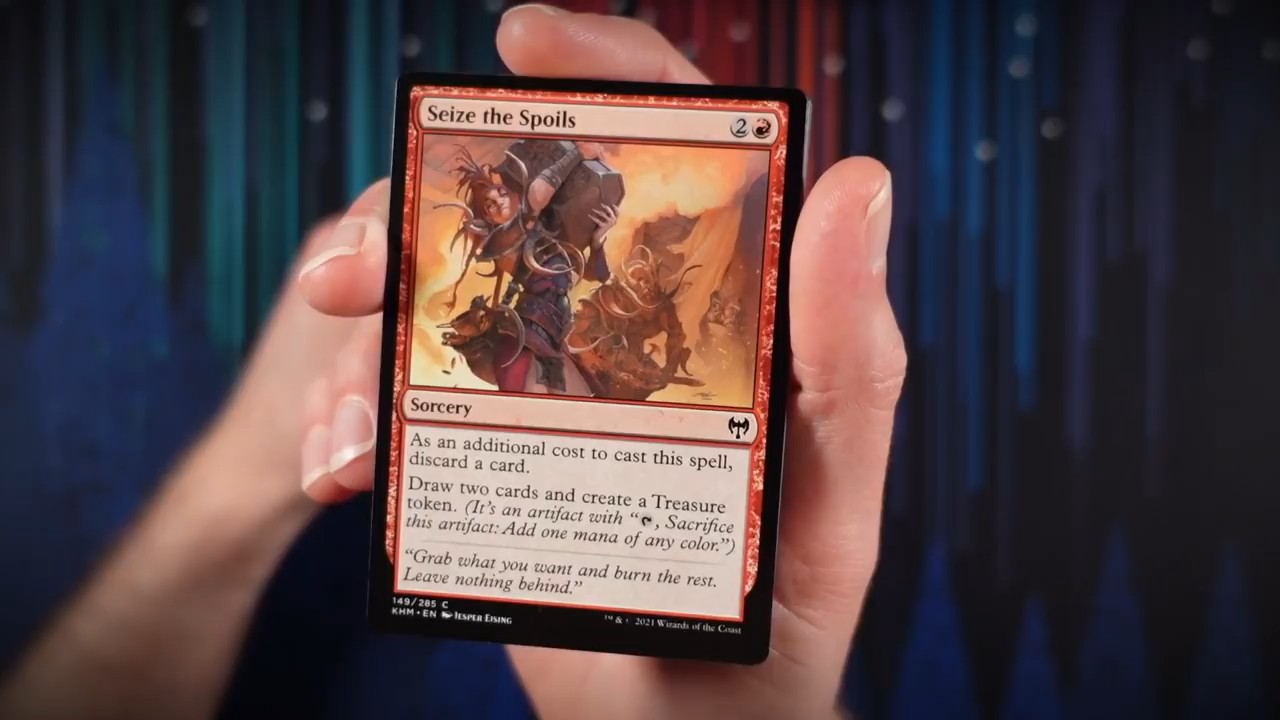 Seize the Spoils 2
Sorcery
As an additional cost to cast this spell,
discard a card.
Draw two cards and create a Treasure
token. (It's an artifact with “, Sacrifice
this artifact: Add one mana of any color.”)
“Grab what you want and burn the rest.
Leave nothing behind.”
149/285 C
KHM • EN Jesper Eising
™ & © 2021 Wizards of the Coast